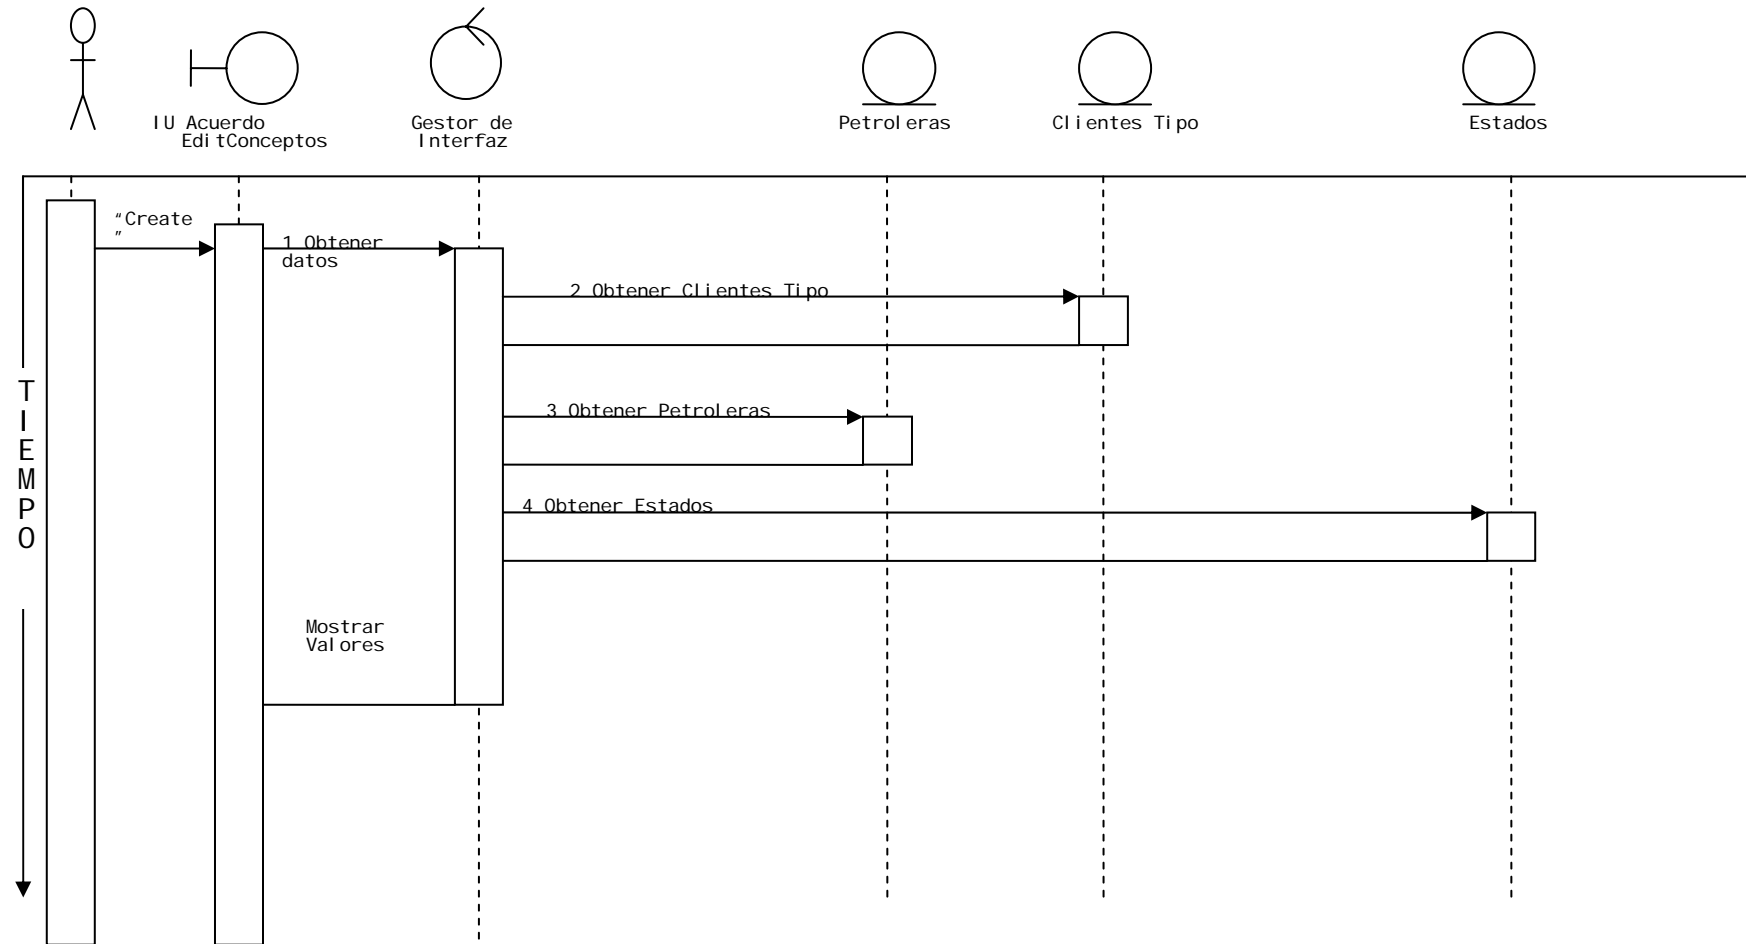 IU Acuerdo
EditConceptos
Gestor de
Interfaz
Petroleras
Clientes Tipo
Estados
“Create
”
1 Obtener
datos
2 Obtener Clientes Tipo
3 Obtener Petroleras
4 Obtener Estados
Mostrar
Valores
T
I
E
M
P
O